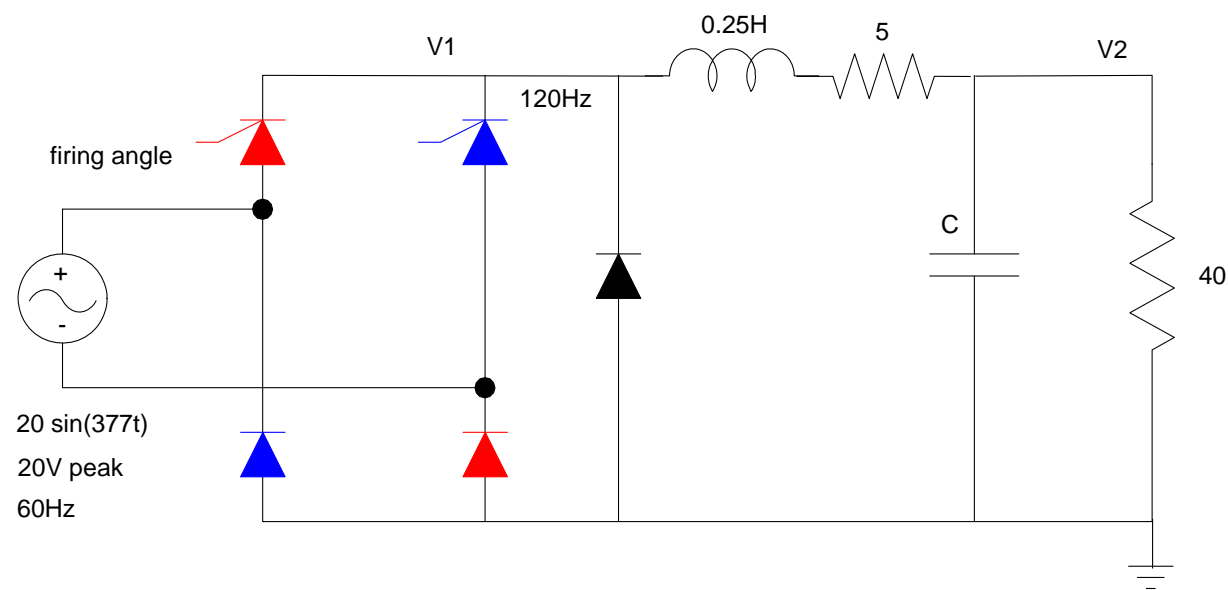 0.25H
5
V1
V2
120Hz
firing angle
C
+
-
40
20 sin(377t)
20V peak
60Hz